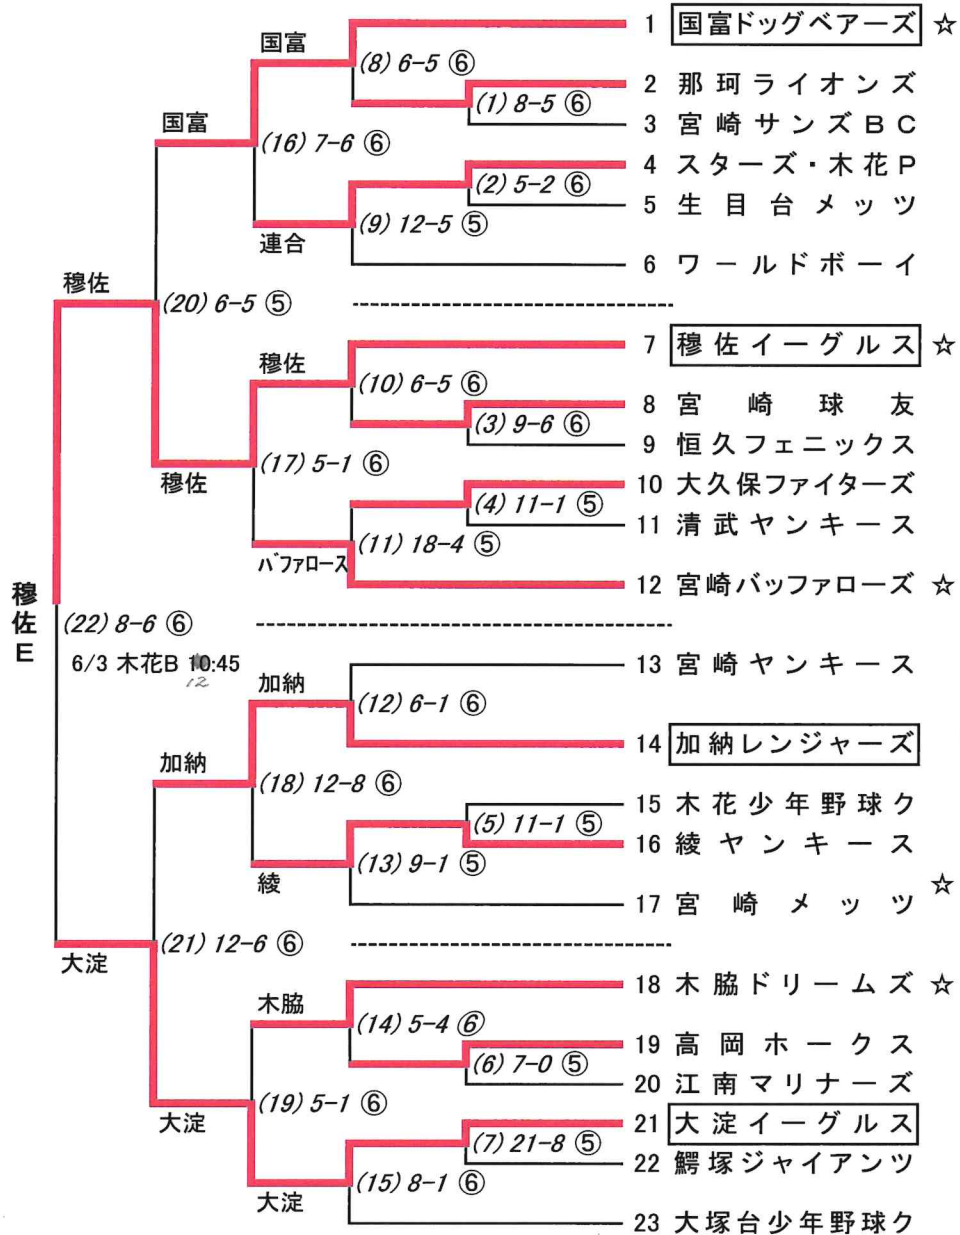 国富
1 国富ドッグベアーズ ☆
(8) 6-5 ⑥
2 那珂ライオンズ
国富
(1) 8-5 ⑥
3 宮崎サンズBC
(16) 7-6 ⑥
4 スターズ・木花P
(2) 5-2 ⑥
5 生目台メッツ
(9) 12-5 ⑤
連合
6 ワールドボーイ
穆佐
(20) 6-5 ⑤
7 穆佐イーグルス ☆
穆佐
(10) 6-5 ⑥
8 宮崎球友
(3) 9-6 ⑥
9 恒久フェニックス
(17) 5-1 ⑥
穆佐
10 大久保ファイターズ
(4) 11-1 ⑤
11 清武ヤンキース
(11) 18-4 ⑤
バファロース
12 宮崎バッファローズ ☆
穆佐E
(22) 8-6 ⑥
6/3 木花B 10:45
12
13 宮崎ヤンキース
加納
(12) 6-1 ⑥
14 加納レンジャーズ
加納
(18) 12-8 ⑥
15 木花少年野球ク
(5) 11-1 ⑤
16 綾ヤンキース
(13) 9-1 ⑤
綾
☆
17 宮崎メッツ
(21) 12-6 ⑥
大淀
18 木脇ドリームズ ☆
木脇
(14) 5-4 ⑥
19 高岡ホークス
(6) 7-0 ⑤
20 江南マリナーズ
(19) 5-1 ⑥
大淀
21 大淀イーグルス
(7) 21-8 ⑤
22 鰐塚ジャイアンツ
(15) 8-1 ⑥
大淀
23 大塚台少年野球ク